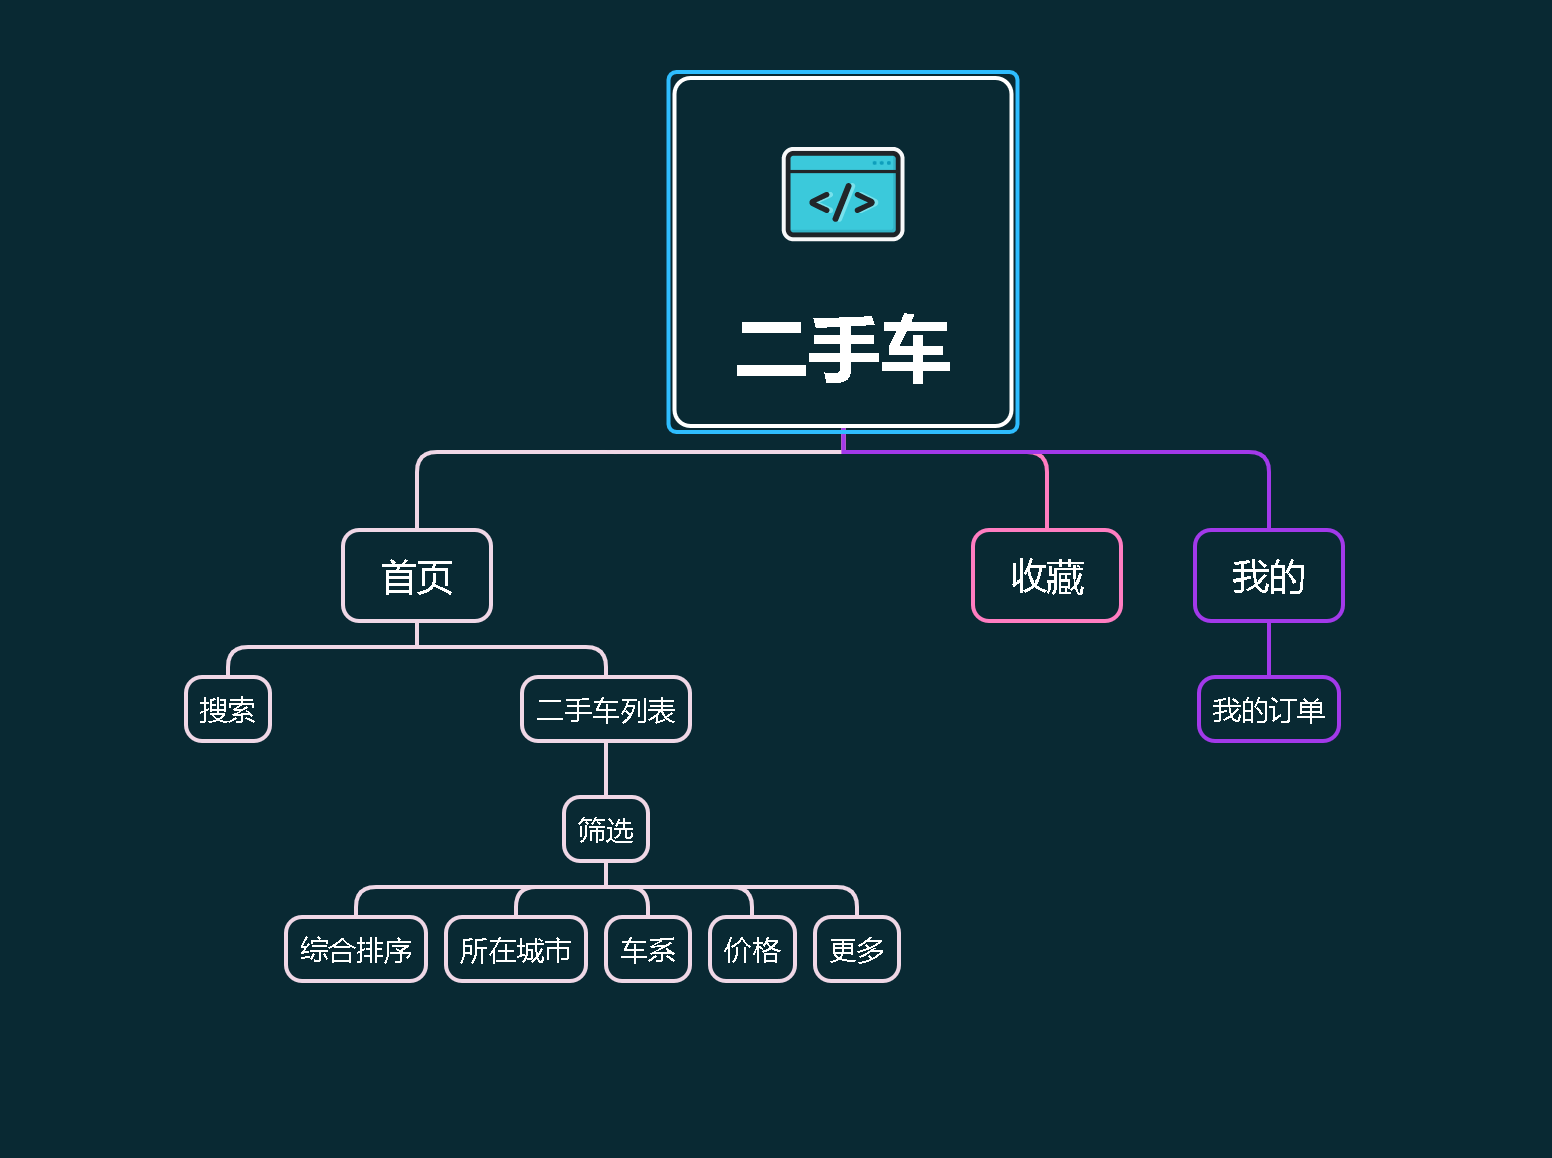 </>
二手车
首页
收藏
我的
搜索
二手车列表
我的订单
筛选
综合排序
所在城市
车系
价格
更多